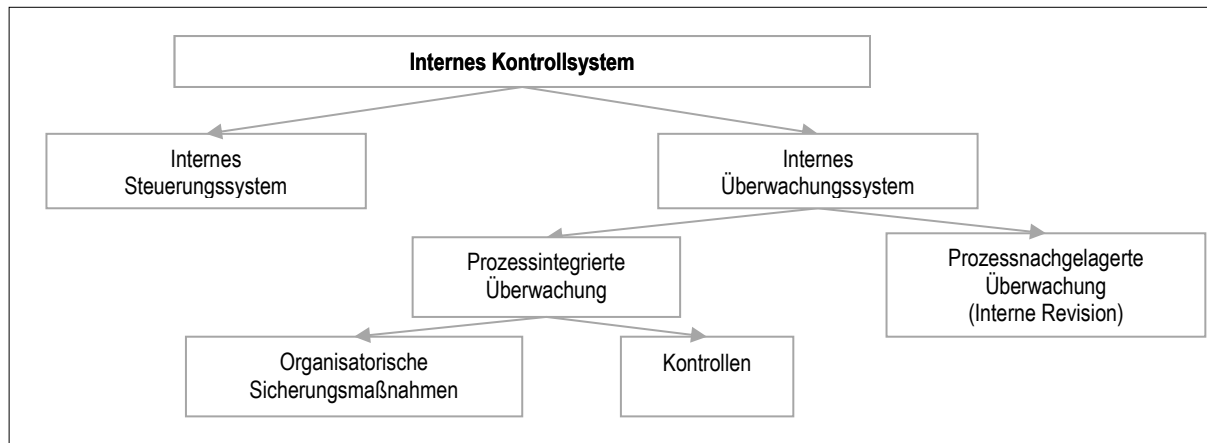 Internes Kontrollsystem
Internes
Steuerungssystem
Internes
Überwachungssystem
Prozessintegrierte
Überwachung
Prozessnachgelagerte
Überwachung
(Interne Revision)
Organisatorische
Sicherungsmaßnahmen
Kontrollen